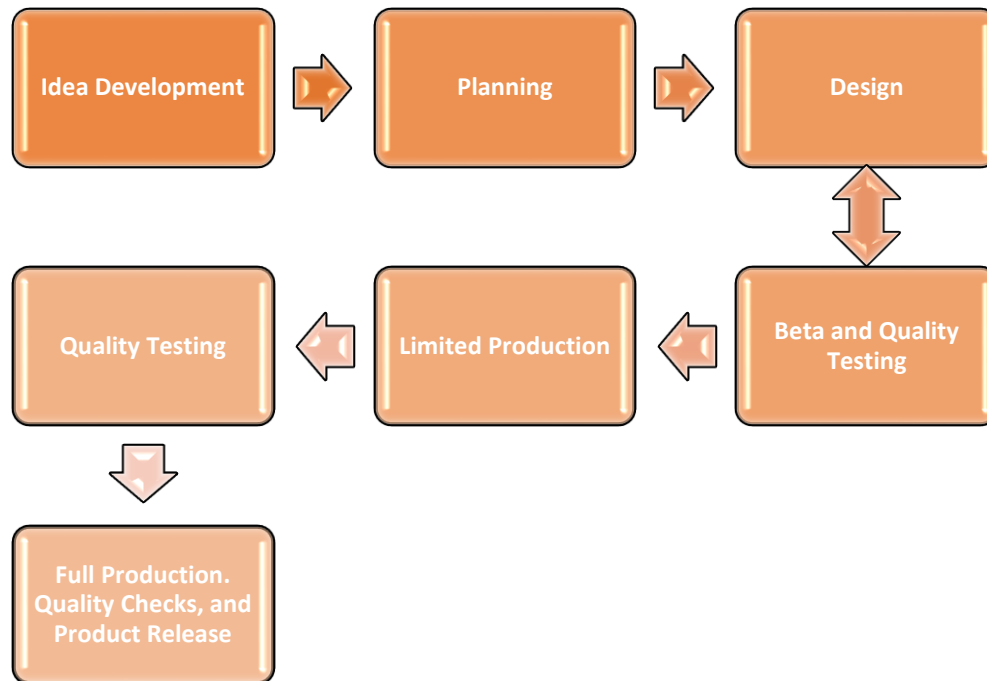 Idea Development
Planning
Design
Beta and Quality
Testing
Limited Production
Quality Testing
Full Production.
Quality Checks, and
Product Release